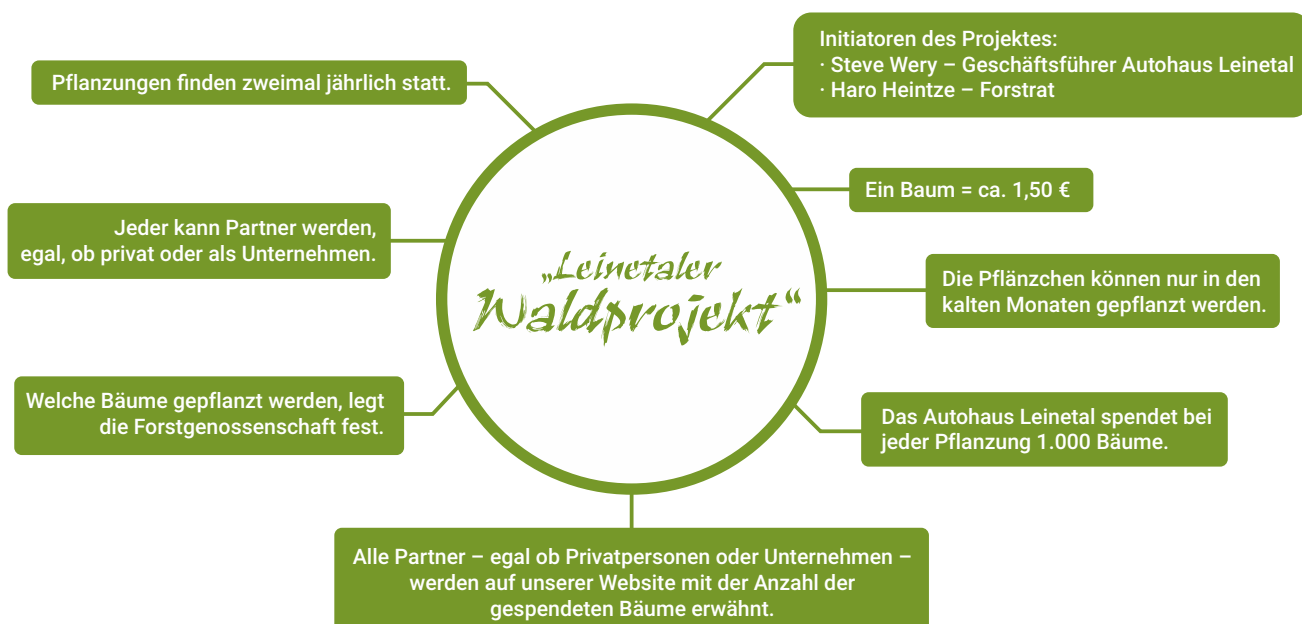 Initiatoren des Projektes:
· Steve Wery – Geschäftsführer Autohaus Leinetal
· Haro Heintze – Forstrat
Pflanzungen finden zweimal jährlich statt.
Ein Baum = ca. 1,50 €
Jeder kann Partner werden,
egal, ob privat oder als Unternehmen.
„Leinetaler
Waldprojekt“
Die Pflänzchen können nur in den
kalten Monaten gepflanzt werden.
Welche Bäume gepflanzt werden, legt
die Forstgenossenschaft fest.
Das Autohaus Leinetal spendet bei
jeder Pflanzung 1.000 Bäume.
Alle Partner – egal ob Privatpersonen oder Unternehmen –
werden auf unserer Website mit der Anzahl der
gespendeten Bäume erwähnt.